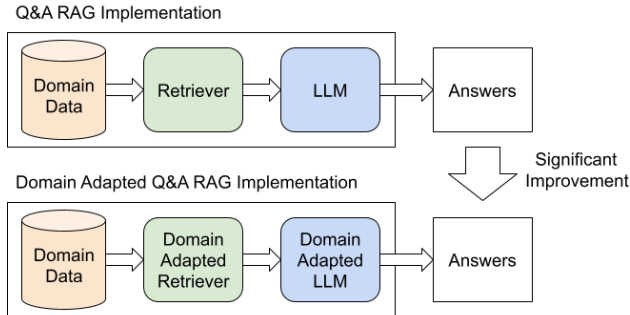 Q&A RAG Implementation
Domain
Data
Retriever
LLM
Answers
Significant
Improvement
Domain Adapted Q&A RAG Implementation
Domain
Data
Domain
Adapted
Retriever
Domain
Adapted
LLM
Answers